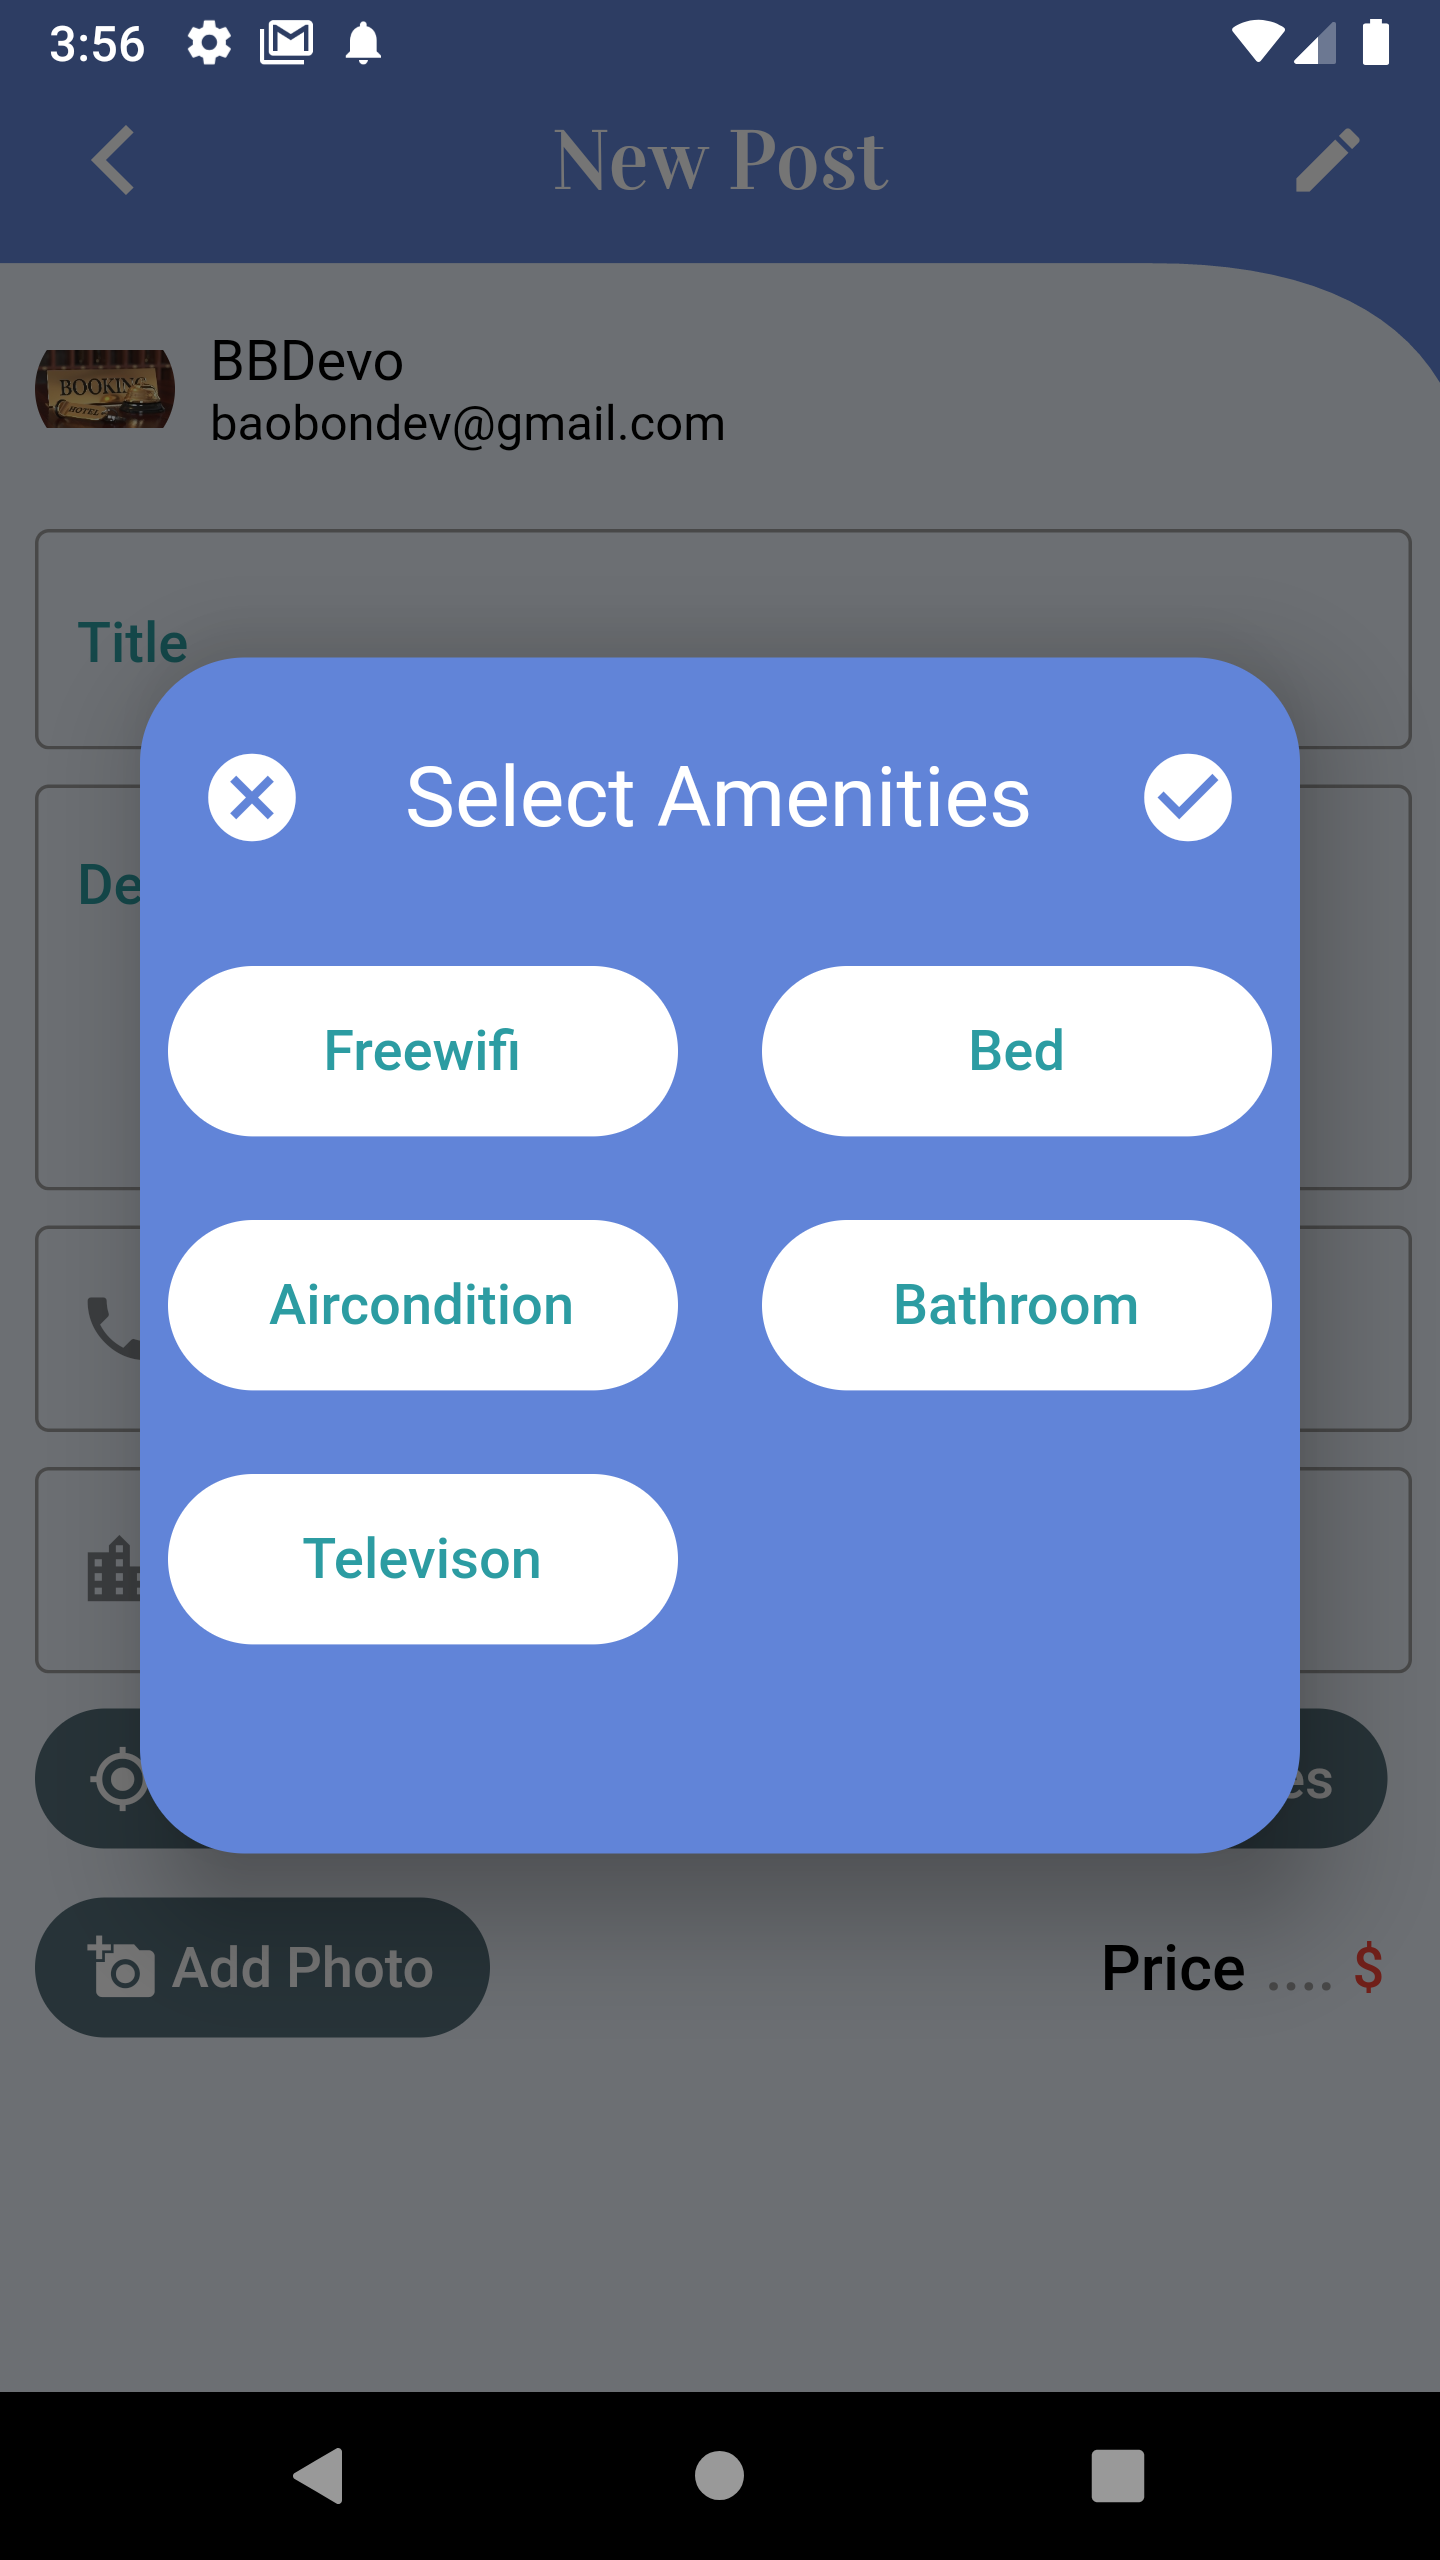 3:56
New Post
BOOKING
HOTEL
BBDevo
baobondev@gmail.com
Title
De
Select Amenities
Freewifi
Bed
Aircondition
Bathroom
Televison
es
Add Photo
Price .... $